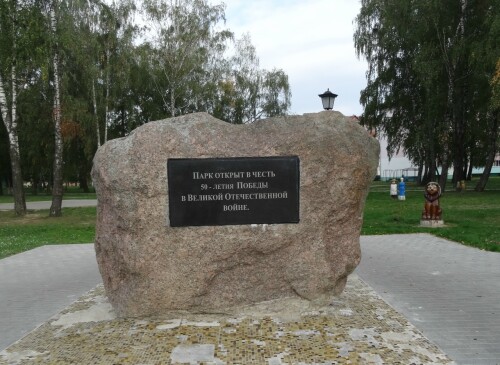 Парк открыт в честь
50 - летия Победы
в Великой Отечественной
войне.